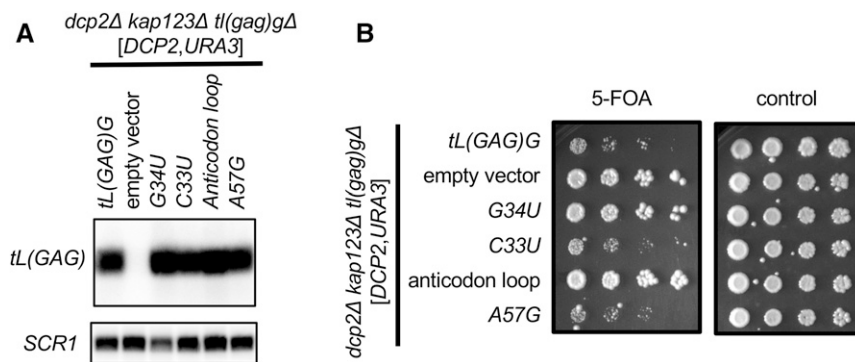 A
dcp2Δ kap123Δ tl(gag)gΔ
[DCP2,URA3]
tL(GAG)G
empty vector
G34U
C33U
Anticodon loop
A57G
tL(GAG)
SCR1
B
5-FOA
control
dcp2Δ kap123Δ tl(gag)gΔ
[DCP2,URA3]
tL(GAG)G
empty vector
G34U
C33U
anticodon loop
A57G